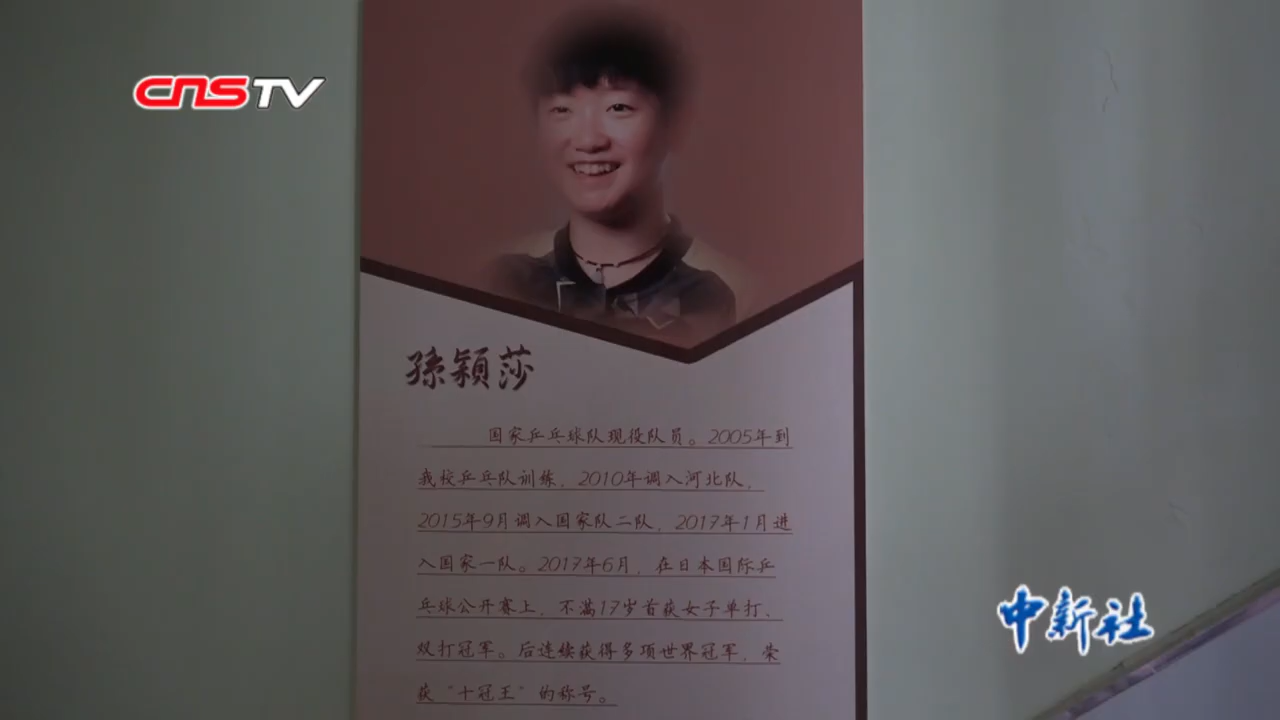 CNSTV
孫穎莎
国家乒乓球队现役队员。2005年到
我校乒乓队训练，2010年调入河北队，
2015年9月调入国家队二队，2017年1月进
入国家一队。2017年6月，在日本国际乒
乓球公开赛上，不满17岁首获女子单打、
双打冠军。后连续获得多项世界冠军，荣
获“十冠王”的称号。
中新社